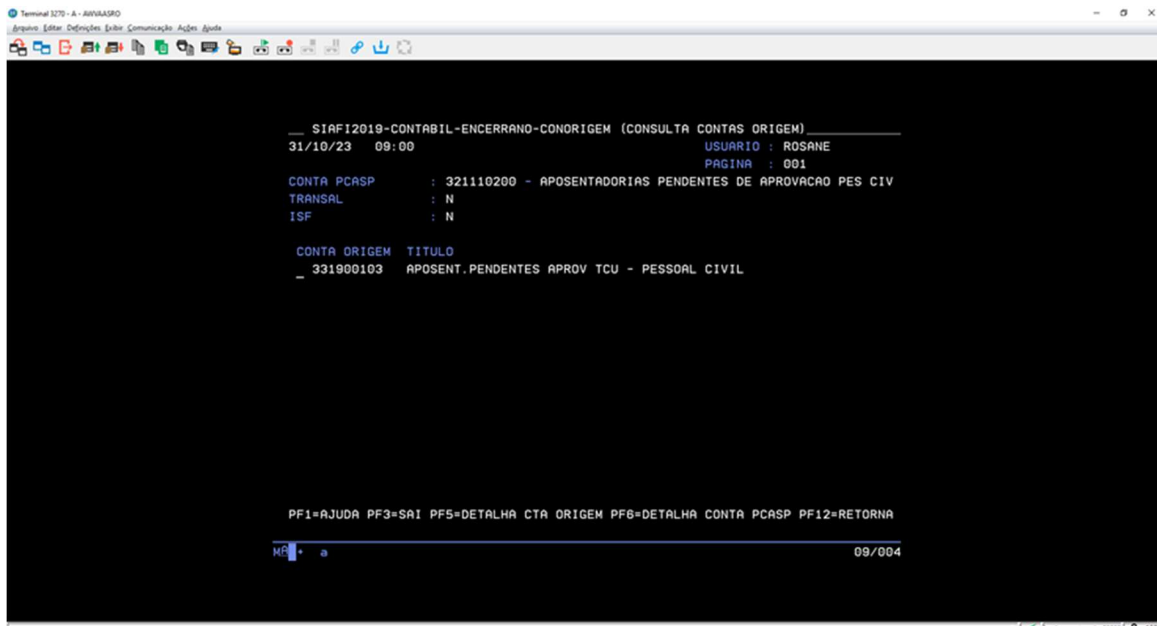 Terminal 3270 - A - AWVAASRO
Arquivo Editar Definições Exibir Comunicação Ações Ajuda
__ SIAFI2019-CONTABIL-ENCERRANO-CONORIGEM (CONSULTA CONTAS ORIGEM)____________
31/10/23 09:00 USUARIO : ROSANE
PAGINA : 001
CONTA PCASP : 321110200 - APOSENTADORIAS PENDENTES DE APROVACAO PES CIV
TRANSAL : N
ISF : N
CONTA ORIGEM TITULO
_ 331900103 APOSENT.PENDENTES APROV TCU - PESSOAL CIVIL
PF1=AJUDA PF3=SAI PF5=DETALHA CTA ORIGEM PF6=DETALHA CONTA PCASP PF12=RETORNA
MA + a 09/004